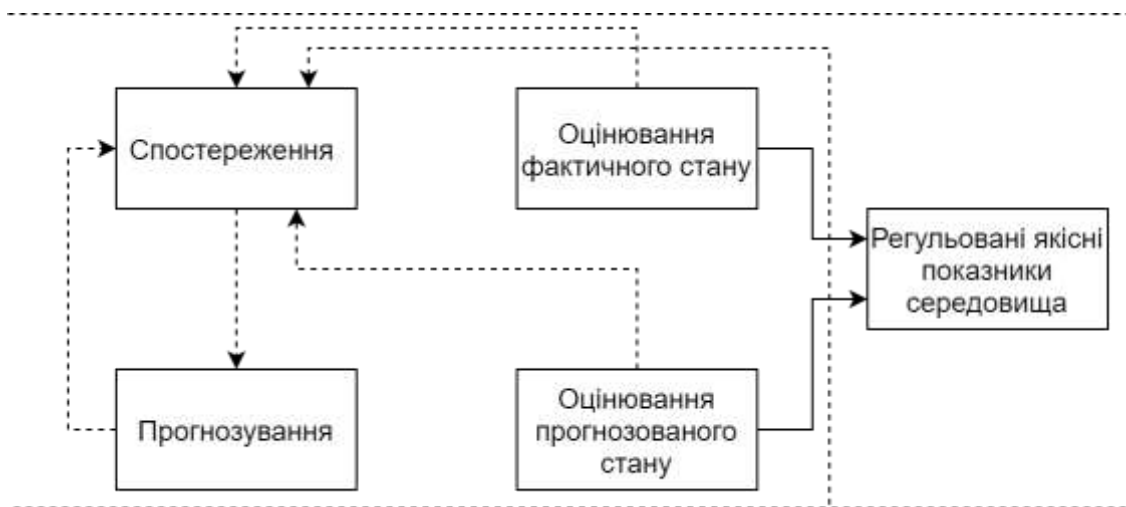 Спостереження
Оцінювання
фактичного стану
Регульовані якісні
показники
середовища
Прогнозування
Оцінювання
прогнозованого
стану